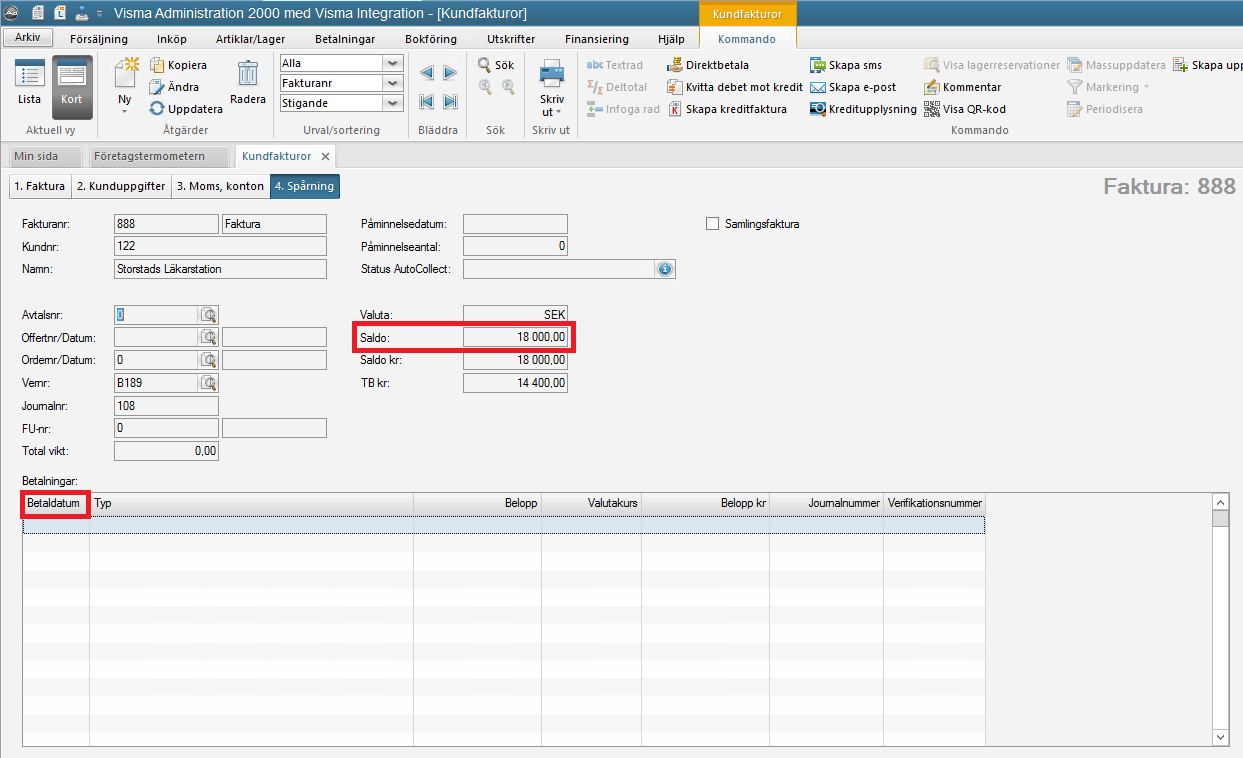 Visma Administration 2000 med Visma Integration - [Kundfakturor]
Kundfakturor
Arkiv Försäljning Inköp Artiklar/Lager Betalningar Bokföring Utskrifter Finansiering Hjälp Kommando
Lista
Kort
Aktuell vy
Ny
Kopiera
Ändra
Uppdatera
Radera
Åtgärder
Alla
Fakturanr
Stigande
Urval/sortering
Bläddra
Sök
Sök
Skriv
ut
Skriv ut
abc Textrad
Deltotal
Infoga rad
Direktbetala
Kvitta debet mot kredit
Skapa kreditfaktura
Skapa sms
Skapa e-post
Kreditupplysning
Visa lagerreservationer
Kommentar
Visa QR-kod
Massuppdatera
Markering
Periodisera
Skapa upp
Kommando
Min sida Företagstermometern Kundfakturor
1. Faktura 2. Kunduppgifter 3. Moms, konton 4. Spårning
Faktura: 888
Fakturanr: 888 Faktura Påminnelsedatum: Samlingsfaktura
Kundnr: 122 Påminnelseantal: 0
Namn: Storstads Läkarstation Status AutoCollect:
Avtalsnr: 0 Valuta: SEK
Offertnr/Datum: Saldo: 18 000,00
Ordernr/Datum: 0 Saldo kr: 18 000,00
Vernr: B189 TB kr: 14 400,00
Journalnr: 108
FU-nr: 0
Total vikt: 0,00
Betalningar:
Betaldatum Typ Belopp Valutakurs Belopp kr Journalnummer Verifikationsnummer